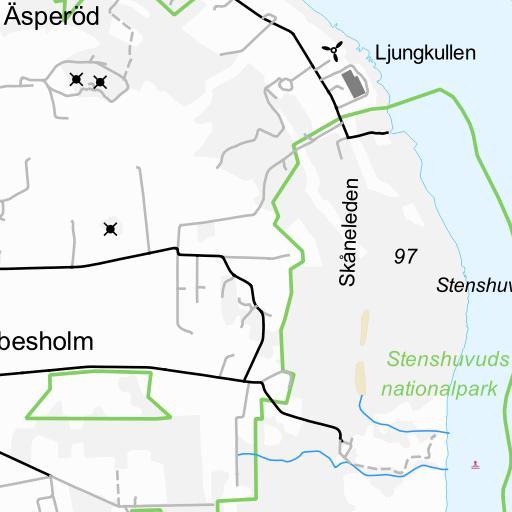 Äsperöd
Ljungkullen
Skåneleden
97
Stenshuv
besholm
Stenshuvuds
nationalpark